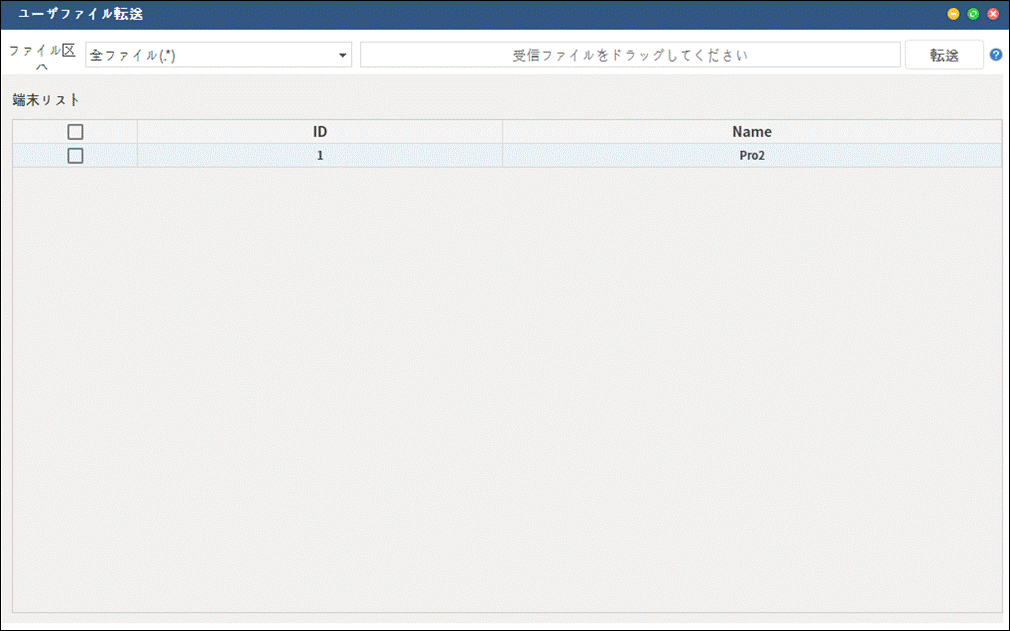 ユーザファイル転送
ファイル区
全ファイル(.*)
受信ファイルをドラッグしてください
転送
端末リスト
ID Name
1 Pro2